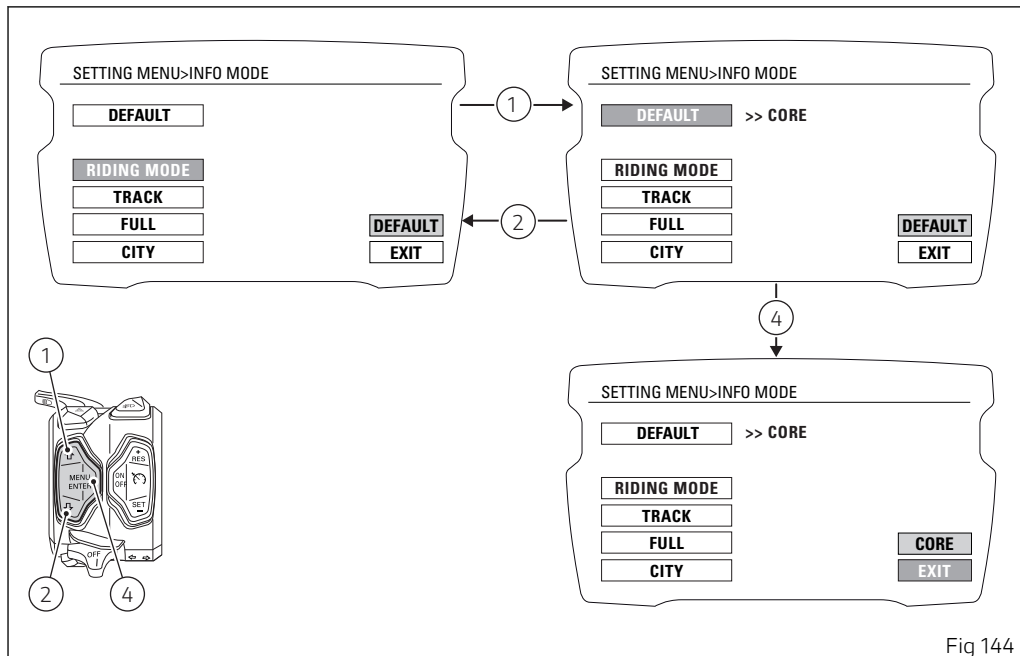 SETTING MENU>INFO MODE
DEFAULT
RIDING MODE
TRACK
FULL
CITY
DEFAULT
EXIT
1
2
SETTING MENU>INFO MODE
DEFAULT >> CORE
RIDING MODE
TRACK
FULL
CITY
DEFAULT
EXIT
4
SETTING MENU>INFO MODE
DEFAULT >> CORE
RIDING MODE
TRACK
FULL
CITY
CORE
EXIT
1
MENU
ENTER
+
RES
ON
OFF
SET
-
OFF
2
4
Fig 144